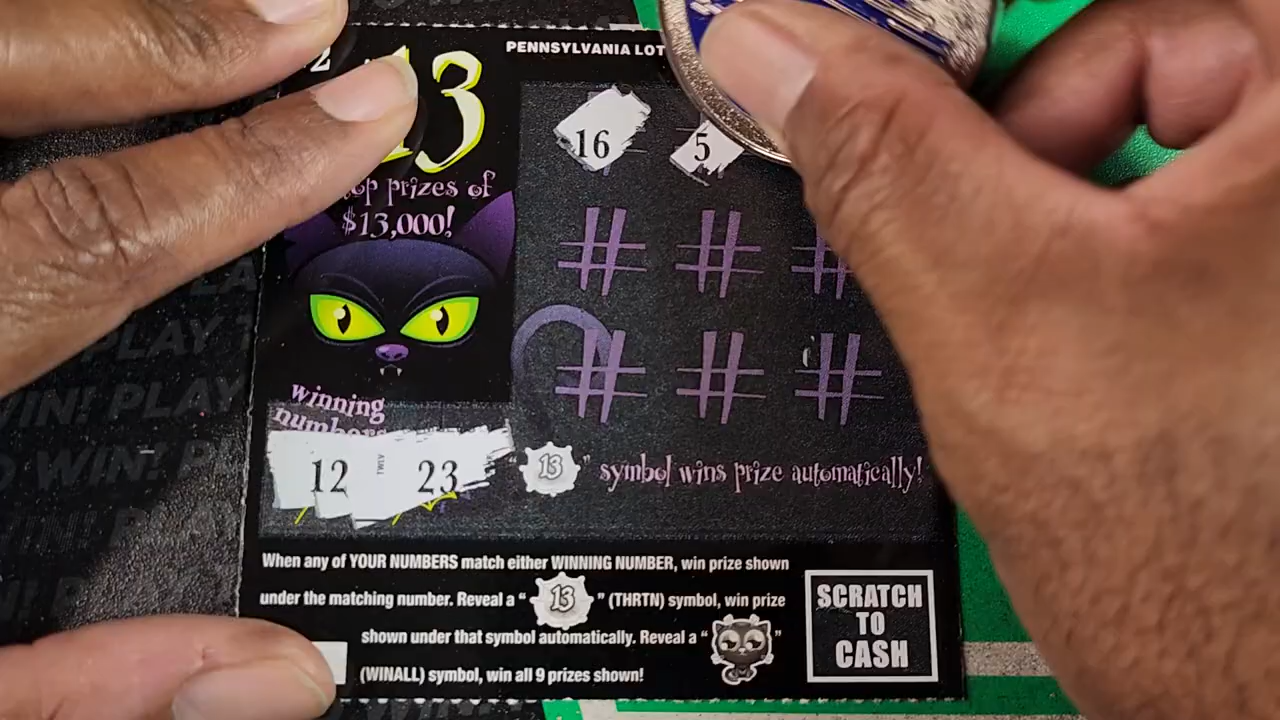 PENNSYLVANIA LOT
13
top prizes of
$13,000!
16 5
winning
numbers
12 TWLV 23
"13" symbol wins prize automatically!
When any of YOUR NUMBERS match either WINNING NUMBER, win prize shown
under the matching number. Reveal a "13" (THRTN) symbol, win prize
shown under that symbol automatically. Reveal a " "
(WINALL) symbol, win all 9 prizes shown!
SCRATCH
TO
CASH